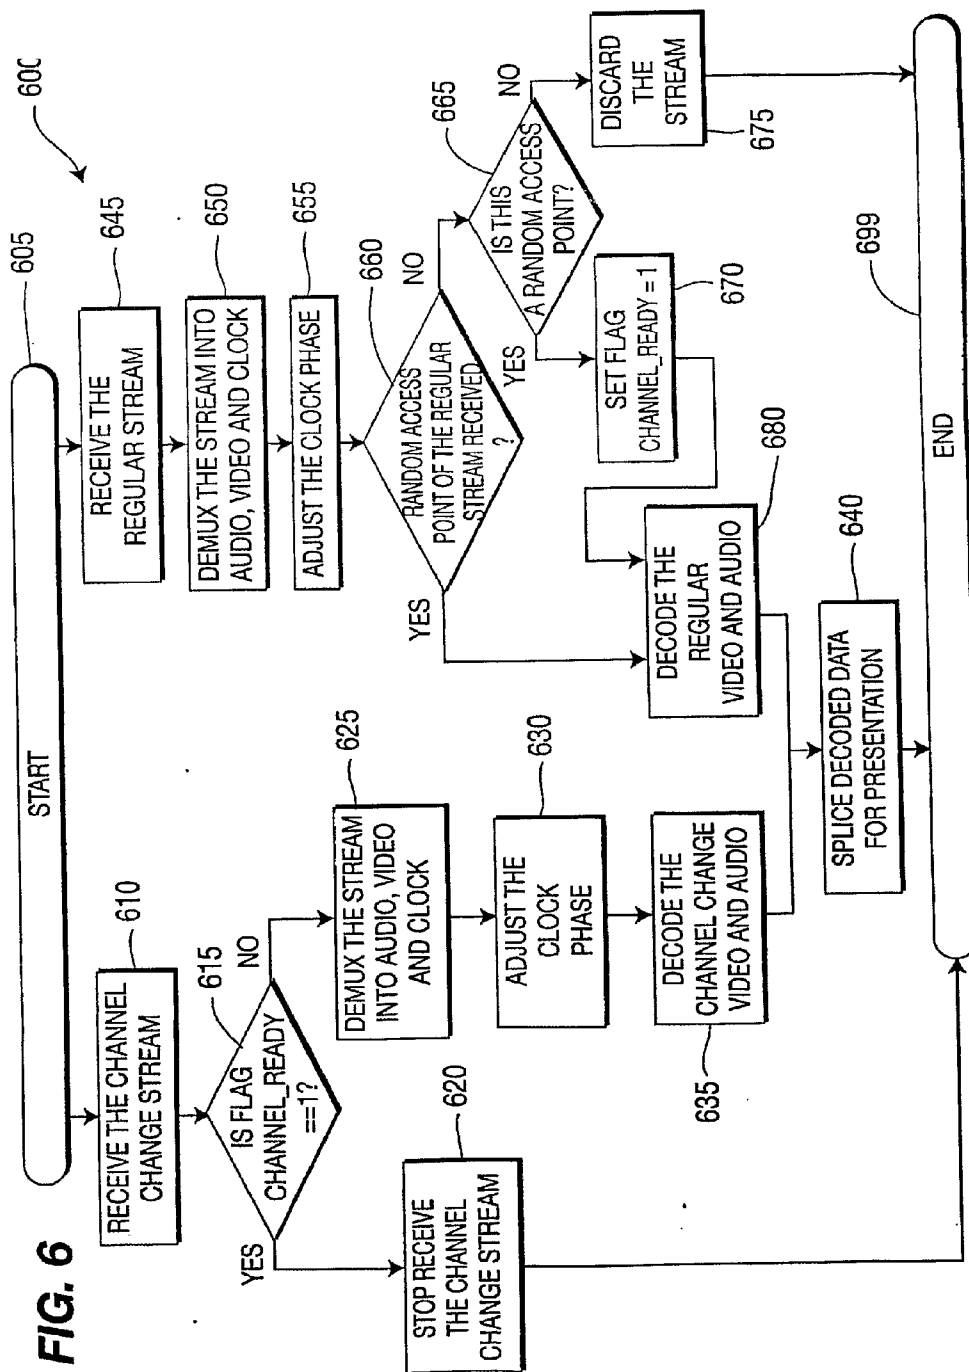 FIG. 6
600
605
START
610
RECEIVE THE CHANNEL
CHANGE STREAM
615
IS FLAG
CHANNEL_READY
==1?
YES
NO
620
STOP RECEIVE
THE CHANNEL
CHANGE STREAM
625
DEMUX THE STREAM
INTO AUDIO, VIDEO
AND CLOCK
630
ADJUST THE
CLOCK
PHASE
DECODE THE
CHANNEL CHANGE
VIDEO AND AUDIO
635
645
RECEIVE THE
REGULAR STREAM
650
DEMUX THE STREAM INTO
AUDIO, VIDEO AND CLOCK
655
ADJUST THE CLOCK PHASE
660
RANDOM ACCESS
POINT OF THE REGULAR
STREAM RECEIVED
?
YES
NO
665
IS THIS
A RANDOM ACCESS
POINT?
YES
NO
SET FLAG
CHANNEL_READY = 1
670
DISCARD
THE
STREAM
675
DECODE THE
REGULAR
VIDEO AND AUDIO
680
640
SPLICE DECODED DATA
FOR PRESENTATION
699
END